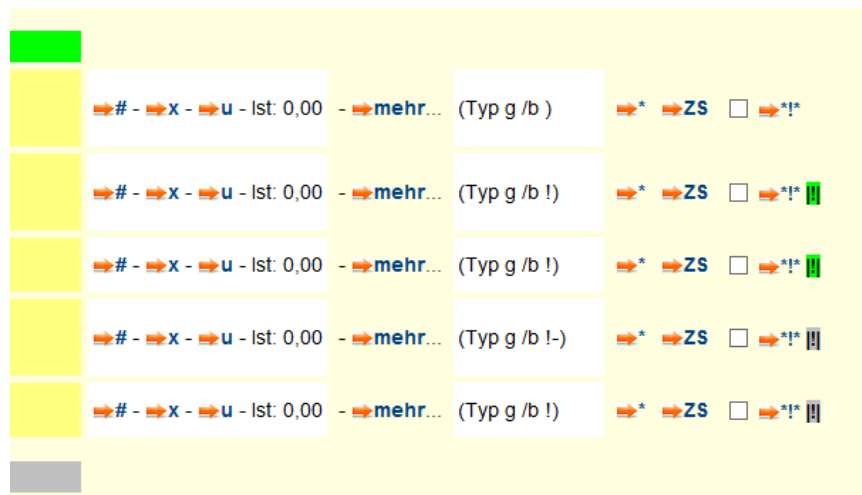 # - x - u - Ist: 0,00 - mehr... (Typ g /b ) * ZS *!*
# - x - u - Ist: 0,00 - mehr... (Typ g /b !) * ZS *!* |!|
# - x - u - Ist: 0,00 - mehr... (Typ g /b !) * ZS *!* |!|
# - x - u - Ist: 0,00 - mehr... (Typ g /b !-) * ZS *!* |!|
# - x - u - Ist: 0,00 - mehr... (Typ g /b !) * ZS *!* |!|